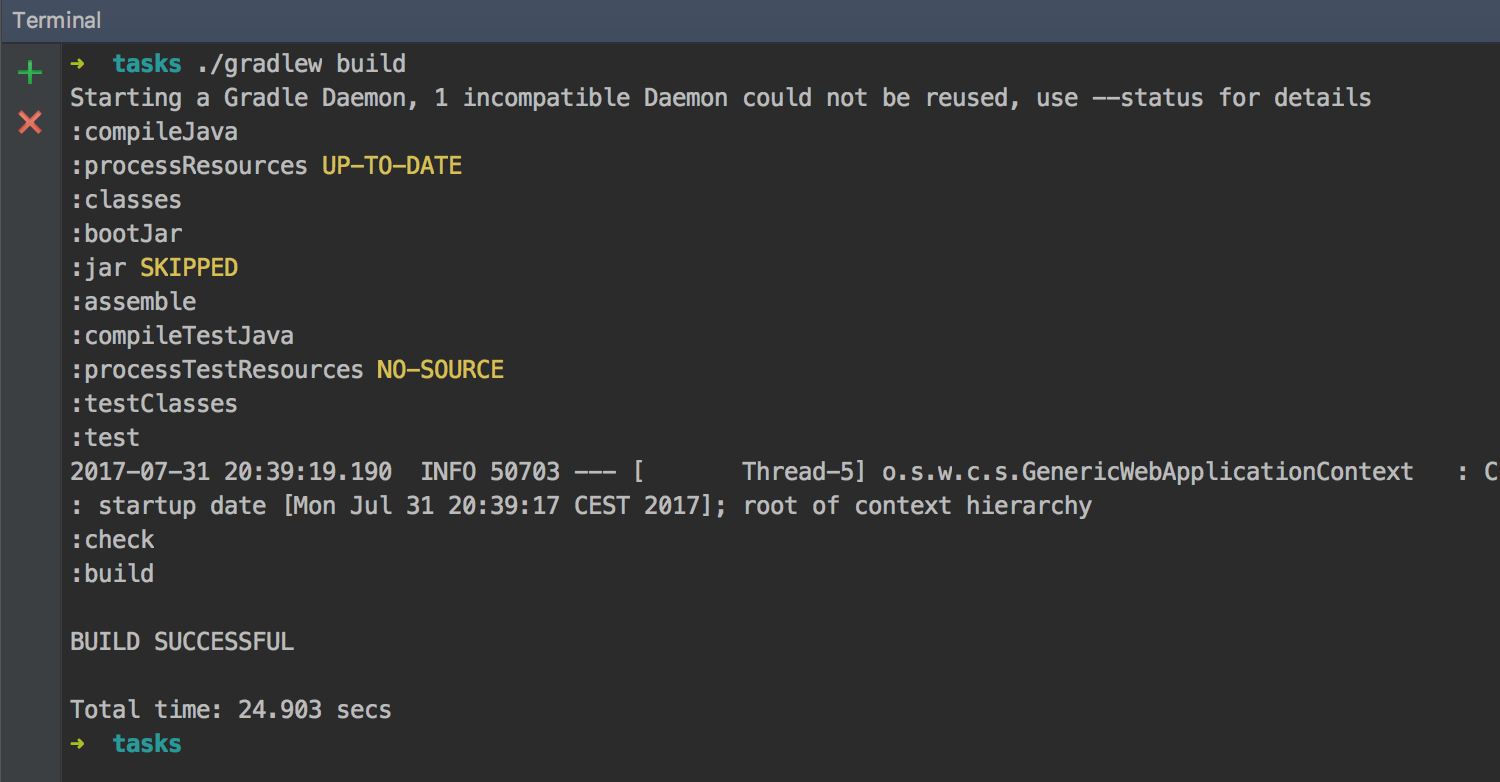 Terminal
➜ tasks ./gradlew build
Starting a Gradle Daemon, 1 incompatible Daemon could not be reused, use --status for details
:compileJava
:processResources UP-TO-DATE
:classes
:bootJar
:jar SKIPPED
:assemble
:compileTestJava
:processTestResources NO-SOURCE
:testClasses
:test
2017-07-31 20:39:19.190  INFO 50703 --- [       Thread-5] o.s.w.c.s.GenericWebApplicationContext   : C
: startup date [Mon Jul 31 20:39:17 CEST 2017]; root of context hierarchy
:check
:build
BUILD SUCCESSFUL
Total time: 24.903 secs
➜ tasks